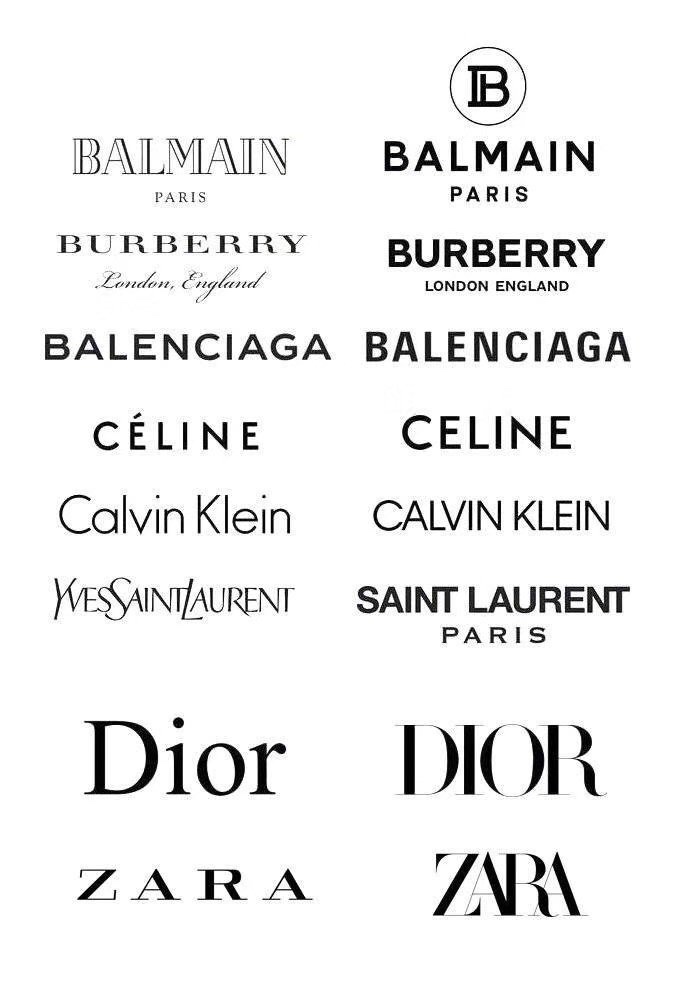 B
BALMAIN
PARIS
BALMAIN
PARIS
BURBERRY
London, England
BURBERRY
LONDON ENGLAND
BALENCIAGA
BALENCIAGA
CÉLINE
CELINE
Calvin Klein
CALVIN KLEIN
YVESSAINTLAURENT
SAINT LAURENT
PARIS
Dior
DIOR
ZARA
ZARA